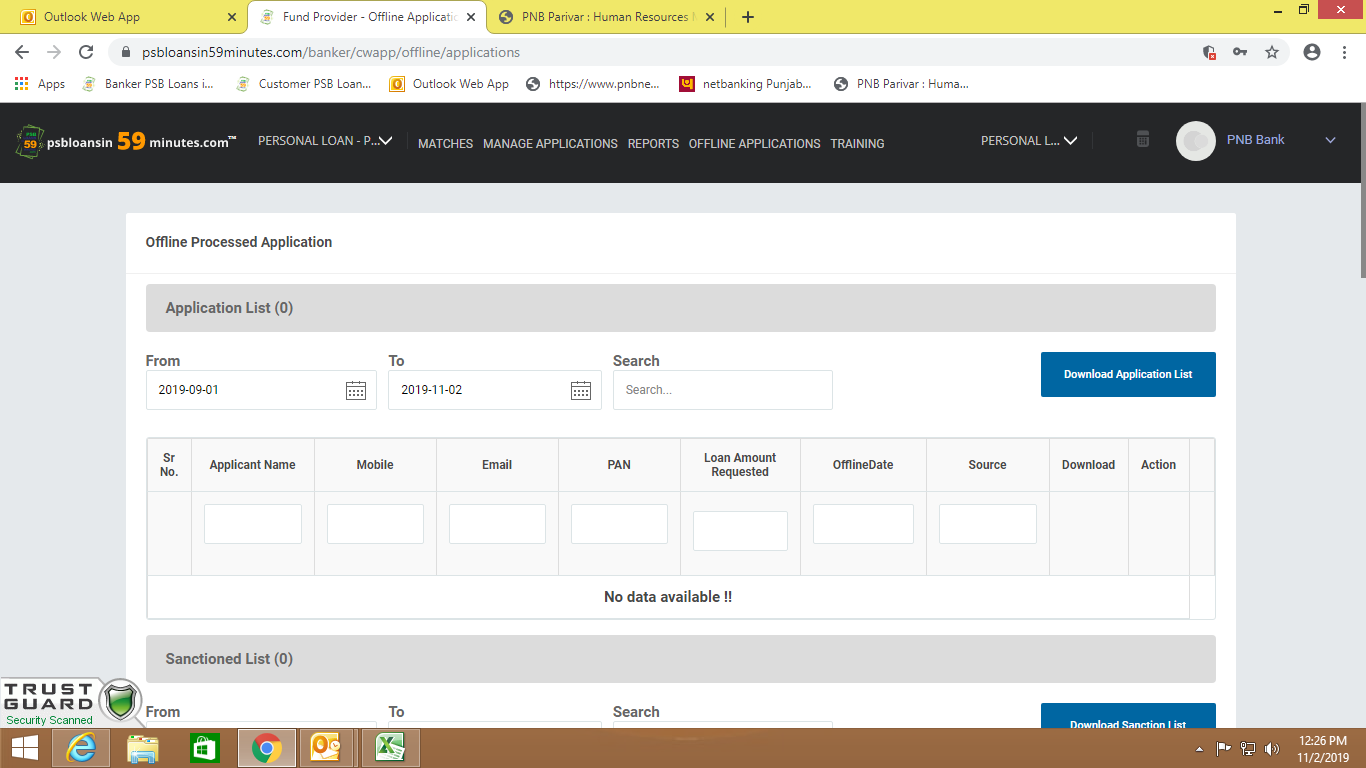 Outlook Web App
Fund Provider - Offline Applicatio
PNB Parivar : Human Resources
psbloansin59minutes.com/banker/cwapp/offline/applications
Apps
Banker PSB Loans i...
Customer PSB Loan...
Outlook Web App
https://www.pnbne...
netbanking Punjab...
PNB Parivar : Huma...
PSB
59
psbloansin 59 minutes.com™
PERSONAL LOAN - P...
MATCHES
MANAGE APPLICATIONS
REPORTS
OFFLINE APPLICATIONS
TRAINING
PERSONAL L...
PNB Bank
Offline Processed Application
Application List (0)
From
To
Search
2019-09-01
2019-11-02
Search...
Download Application List
Sr No.
Applicant Name
Mobile
Email
PAN
Loan Amount Requested
OfflineDate
Source
Download
Action
No data available !!
Sanctioned List (0)
From
To
Search
Download Sanction List
TRUST
GUARD
Security Scanned
12:26 PM
11/2/2019